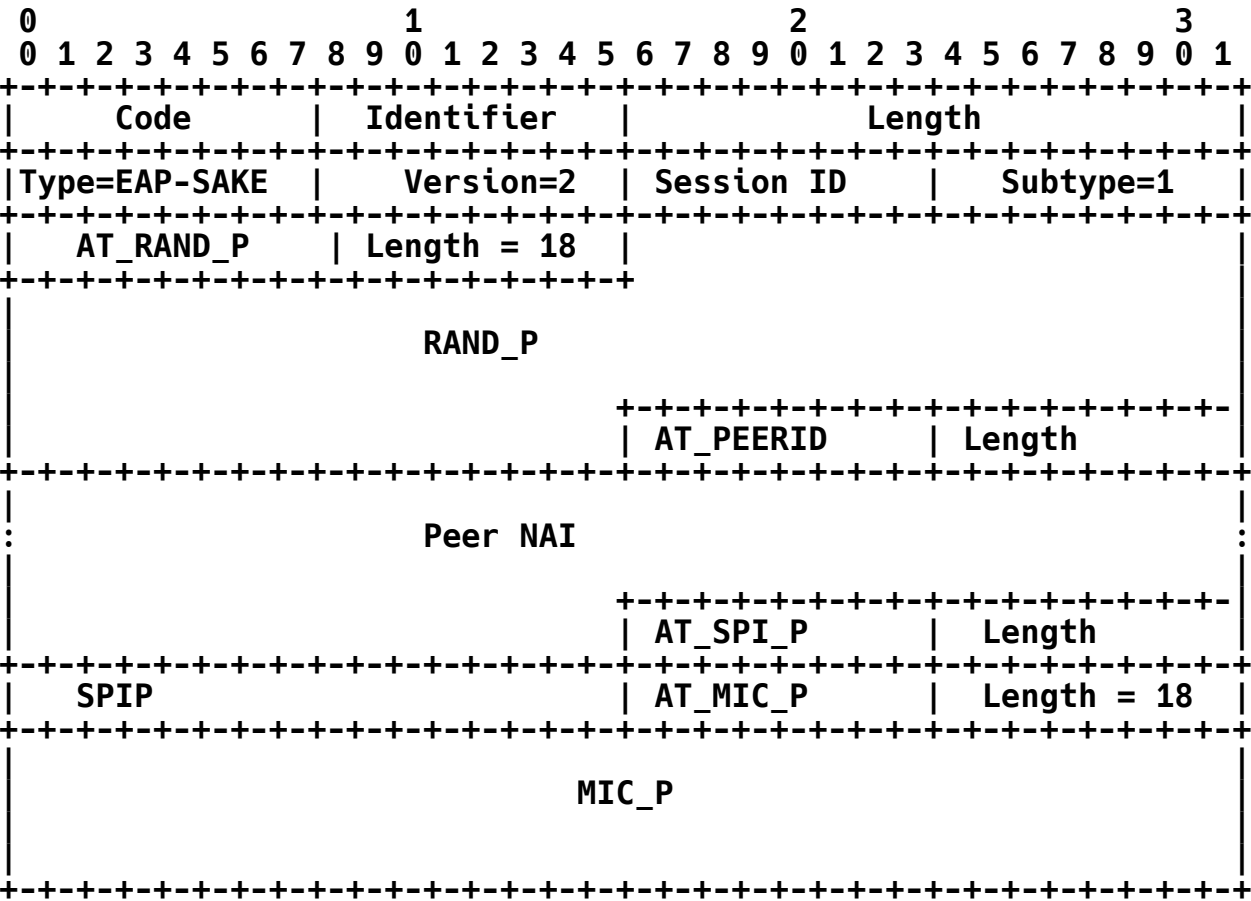 0                   1                   2                   3
 0 1 2 3 4 5 6 7 8 9 0 1 2 3 4 5 6 7 8 9 0 1 2 3 4 5 6 7 8 9 0 1
+-+-+-+-+-+-+-+-+-+-+-+-+-+-+-+-+-+-+-+-+-+-+-+-+-+-+-+-+-+-+-+-+
|     Code      |  Identifier   |            Length             |
+-+-+-+-+-+-+-+-+-+-+-+-+-+-+-+-+-+-+-+-+-+-+-+-+-+-+-+-+-+-+-+-+
|Type=EAP-SAKE  |    Version=2  | Session ID    |   Subtype=1   |
+-+-+-+-+-+-+-+-+-+-+-+-+-+-+-+-+-+-+-+-+-+-+-+-+-+-+-+-+-+-+-+-+
|   AT_RAND_P    | Length = 18  |                               |
+-+-+-+-+-+-+-+-+-+-+-+-+-+-+-+-+                               |
|                                                               |
|                     RAND_P                                    |
|                                                               |
|                               +-+-+-+-+-+-+-+-+-+-+-+-+-+-+-+-|
|                               | AT_PEERID     | Length        |
+-+-+-+-+-+-+-+-+-+-+-+-+-+-+-+-+-+-+-+-+-+-+-+-+-+-+-+-+-+-+-+-+
|                                                               |
:                     Peer NAI                                  :
|                                                               |
|                               +-+-+-+-+-+-+-+-+-+-+-+-+-+-+-+-|
|                               | AT_SPI_P      |  Length       |
+-+-+-+-+-+-+-+-+-+-+-+-+-+-+-+-+-+-+-+-+-+-+-+-+-+-+-+-+-+-+-+-+
|   SPIP                        | AT_MIC_P      |  Length = 18  |
+-+-+-+-+-+-+-+-+-+-+-+-+-+-+-+-+-+-+-+-+-+-+-+-+-+-+-+-+-+-+-+-+
|                                                               |
|                             MIC_P                             |
|                                                               |
|                                                               |
+-+-+-+-+-+-+-+-+-+-+-+-+-+-+-+-+-+-+-+-+-+-+-+-+-+-+-+-+-+-+-+-+